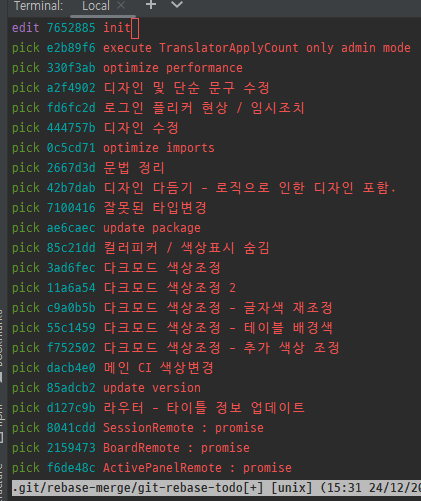 Terminal: Local × + ∨
edit 7652885 init
pick e2b89f6 execute TranslatorApplyCount only admin mode
pick 330f3ab optimize performance
pick a2f4902 디자인 및 단순 문구 수정
pick fd6fc2d 로그인 플리커 현상 / 임시조치
pick 444757b 디자인 수정
pick 0c5cd71 optimize imports
pick 2667d3d 문법 정리
pick 42b7dab 디자인 다듬기 - 로직으로 인한 디자인 포함.
pick 7100416 잘못된 타입변경
pick ae6caec update package
pick 85c21dd 컬러피커 / 색상표시 숨김
pick 3ad6fec 다크모드 색상조정
pick 11a6a54 다크모드 색상조정 2
pick c9a0b5b 다크모드 색상조정 - 글자색 재조정
pick 55c1459 다크모드 색상조정 - 테이블 배경색
pick f752502 다크모드 색상조정 - 추가 색상 조정
pick dacb4e0 메인 CI 색상변경
pick 85adcb2 update version
pick d127c9b 라우터 - 타이틀 정보 업데이트
pick 8041cdd SessionRemote : promise
pick 2159473 BoardRemote : promise
pick f6de48c ActivePanelRemote : promise
.git/rebase-merge/git-rebase-todo[+] [unix] (15:31 24/12/20